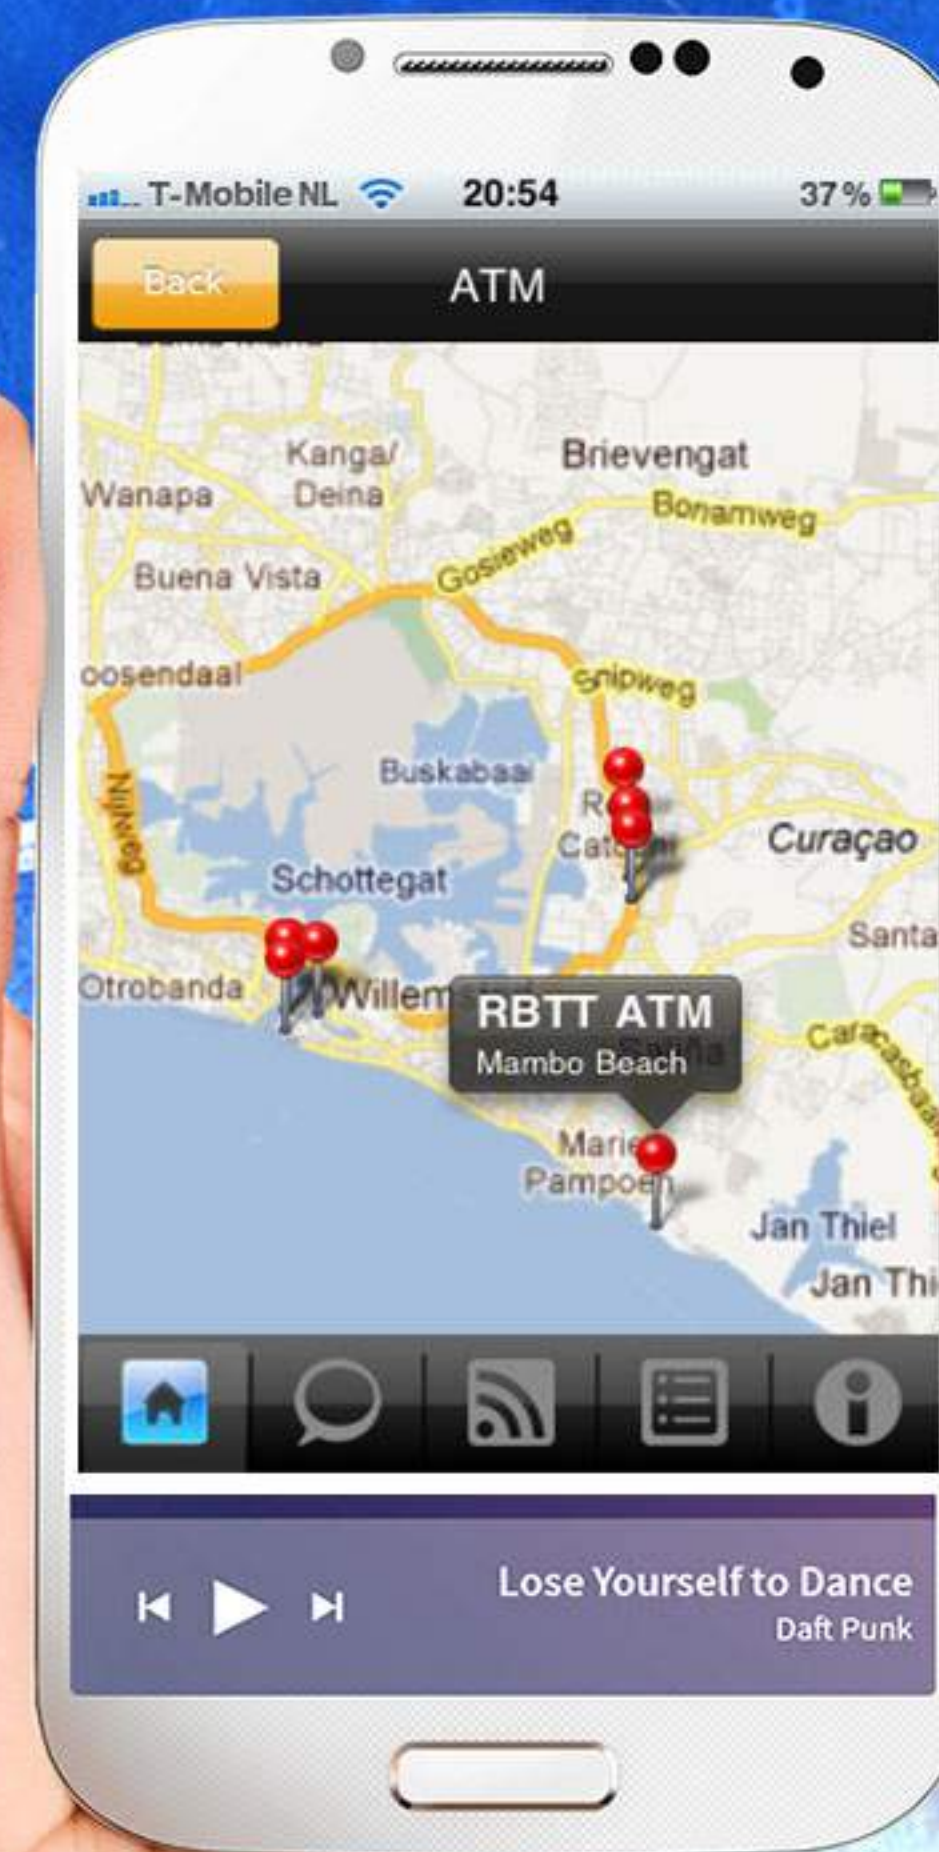 T-Mobile NL 20:54 37%
Back ATM
Kanga/
Deina
Brievengat
Wanapa
Bonamweg
Gosieweg
Buena Vista
oosendaal
Snipweg
Buskabaai
Nijlweg
Curaçao
Schottegat
Santa
Otrobanda
Willem
RBTT ATM
Mambo Beach
Caracasbaai
Marie
Pampoen
Jan Thiel
Jan Thi
Lose Yourself to Dance
Daft Punk